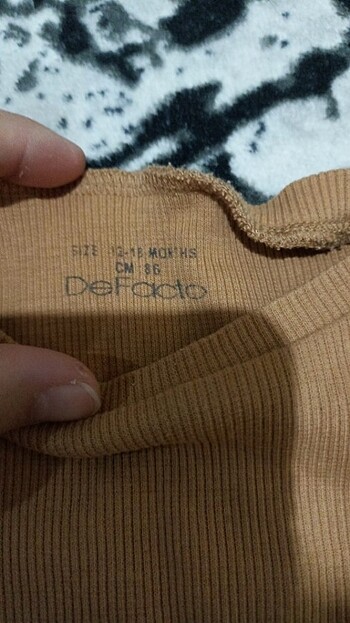 SIZE 12-18 MONTHS
CM 86
DeFacto